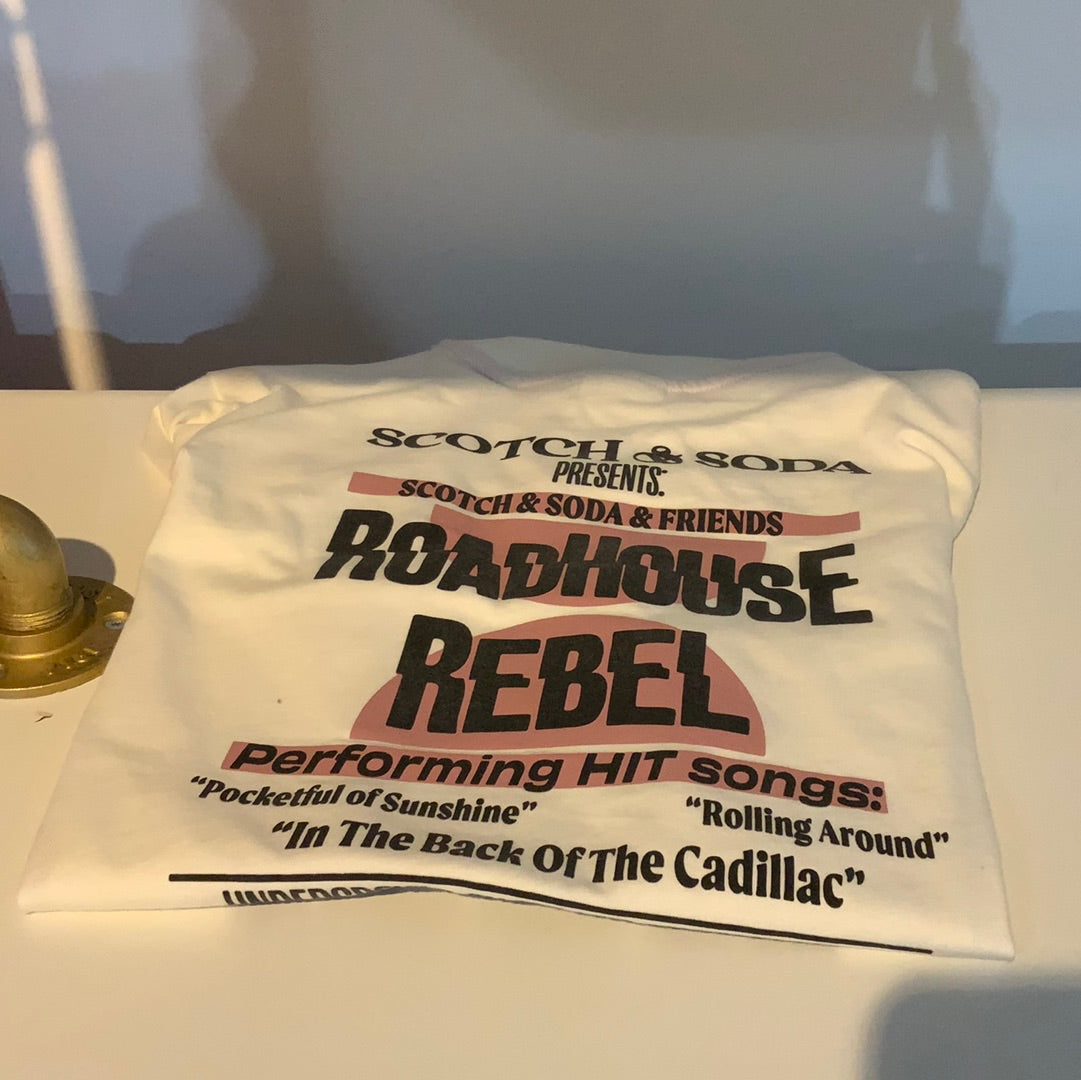 SCOTCH & SODA
PRESENTS:
SCOTCH & SODA & FRIENDS
ROADHOUSE
REBEL
Performing HIT songs:
“Pocketful of Sunshine” “Rolling Around”
“In The Back Of The Cadillac”